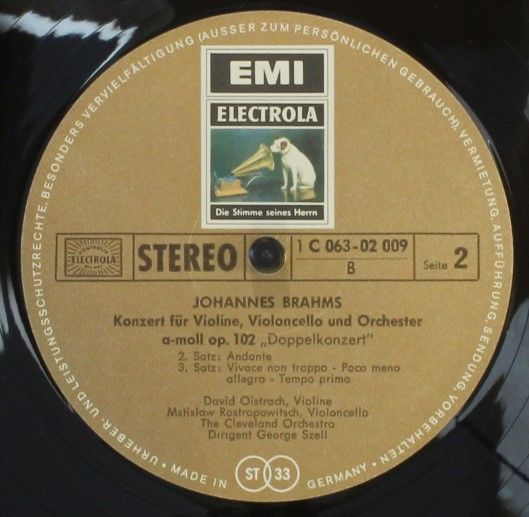 URHEBER- UND LEISTUNGSSCHUTZRECHTE, BESONDERS VERVIELFÄLTIGUNG (AUSSER ZUM PERSÖNLICHEN GEBRAUCH), VERMIETUNG, AUFFÜHRUNG, SENDUNG, VORBEHALTEN
EMI
ELECTROLA
Die Stimme seines Herrn
ELECTROLA
STEREO
1 C 063-02 009
B
Seite 2
JOHANNES BRAHMS
Konzert für Violine, Violoncello und Orchester
a-moll op. 102 „Doppelkonzert"
2. Satz: Andante
3. Satz: Vivace non troppo - Poco meno
allegro - Tempo primo
David Oistrach, Violine
Mstislaw Rostropowitsch, Violoncello
The Cleveland Orchestra
Dirigent George Szell
• MADE IN GERMANY •
ST 33